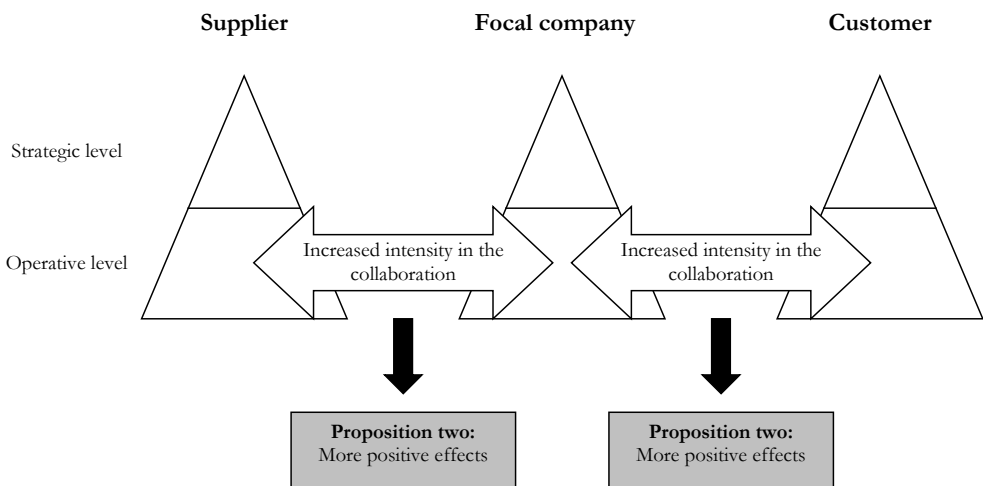 Supplier
Focal company
Customer
Strategic level
Operative level
Increased intensity in the
collaboration
Increased intensity in the
collaboration
Proposition two:
More positive effects
Proposition two:
More positive effects